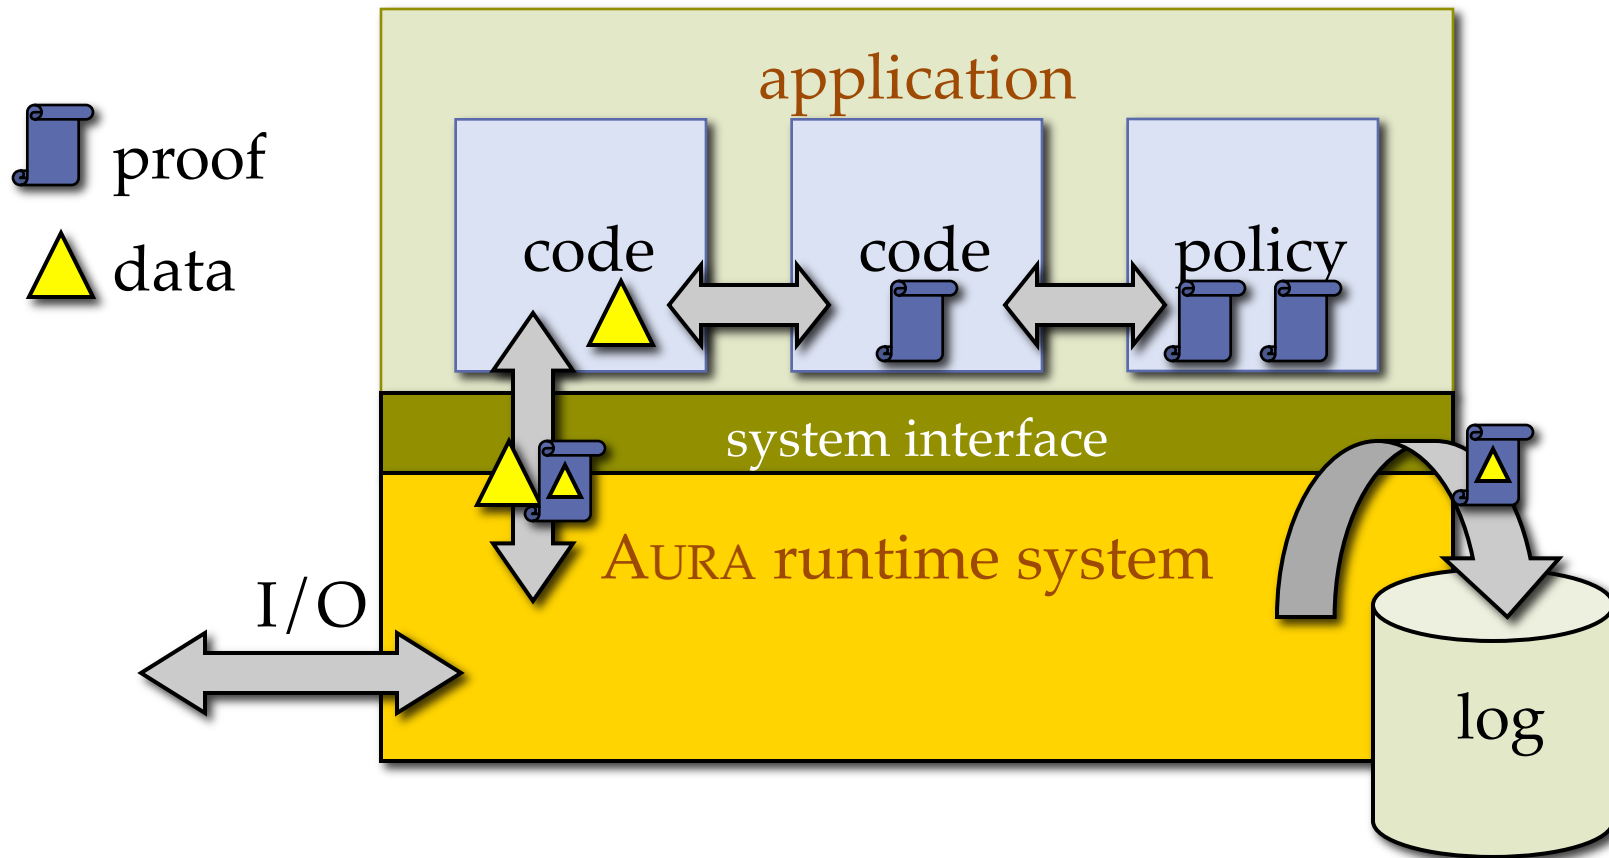 application
proof
data
code
code
policy
system interface
AURA runtime system
I/O
log